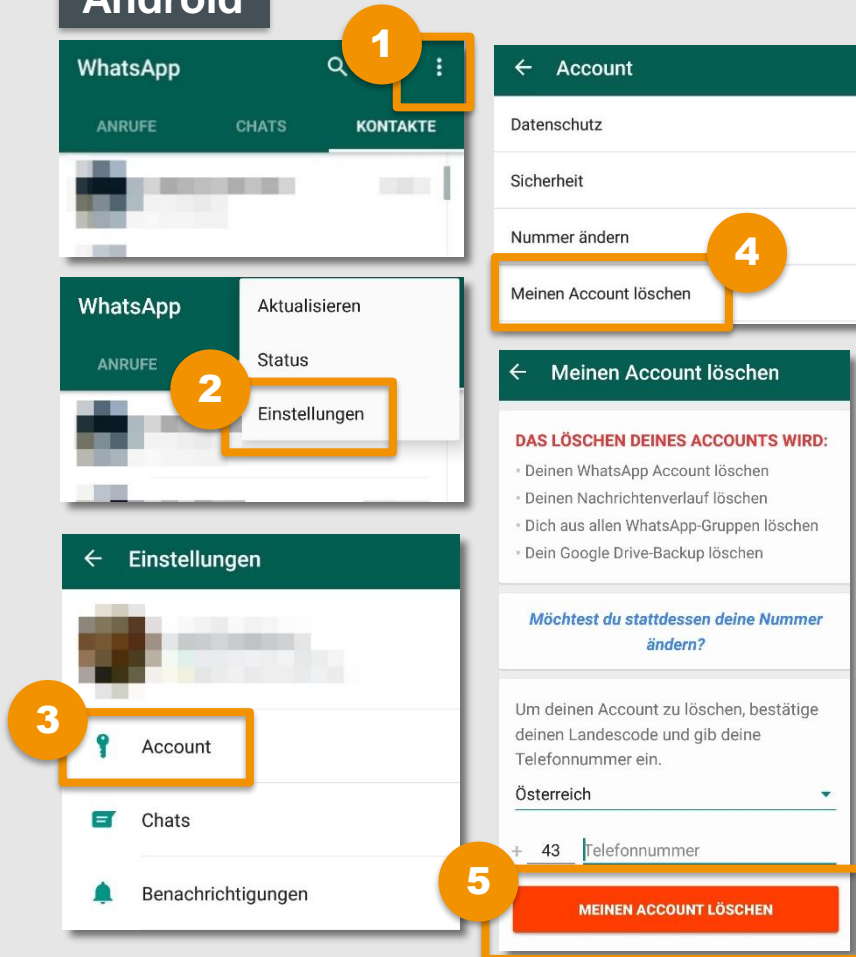 Android
1
WhatsApp
ANRUFE CHATS KONTAKTE
WhatsApp
Aktualisieren
ANRUFE
Status
2
Einstellungen
← Einstellungen
3
Account
Chats
Benachrichtigungen
← Account
Datenschutz
Sicherheit
Nummer ändern
4
Meinen Account löschen
← Meinen Account löschen
DAS LÖSCHEN DEINES ACCOUNTS WIRD:
• Deinen WhatsApp Account löschen
• Deinen Nachrichtenverlauf löschen
• Dich aus allen WhatsApp-Gruppen löschen
• Dein Google Drive-Backup löschen
Möchtest du stattdessen deine Nummer
ändern?
Um deinen Account zu löschen, bestätige
deinen Landescode und gib deine
Telefonnummer ein.
Österreich
+ 43 Telefonnummer
5
MEINEN ACCOUNT LÖSCHEN